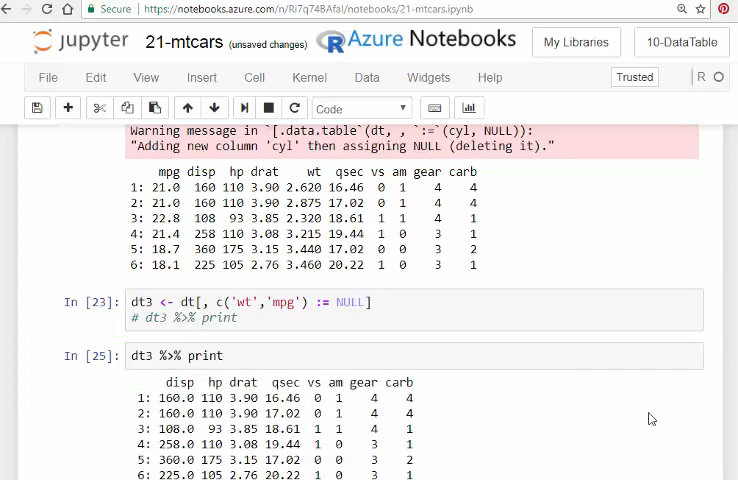 Secure https://notebooks.azure.com/n/Ri7q74BAfaI/notebooks/21-mtcars.ipynb
jupyter 21-mtcars (unsaved changes) R Azure Notebooks My Libraries 10-DataTable
File Edit View Insert Cell Kernel Data Widgets Help Trusted R
Code
Warning message in `[.data.table`(dt, , `:=`(cyl, NULL)):
"Adding new column 'cyl' then assigning NULL (deleting it)."
mpg disp hp drat wt qsec vs am gear carb
1: 21.0 160 110 3.90 2.620 16.46 0 1 4 4
2: 21.0 160 110 3.90 2.875 17.02 0 1 4 4
3: 22.8 108 93 3.85 2.320 18.61 1 1 4 1
4: 21.4 258 110 3.08 3.215 19.44 1 0 3 1
5: 18.7 360 175 3.15 3.440 17.02 0 0 3 2
6: 18.1 225 105 2.76 3.460 20.22 1 0 3 1
In [23]: dt3 <- dt[, c('wt','mpg') := NULL]
# dt3 %>% print
In [25]: dt3 %>% print
disp hp drat qsec vs am gear carb
1: 160.0 110 3.90 16.46 0 1 4 4
2: 160.0 110 3.90 17.02 0 1 4 4
3: 108.0 93 3.85 18.61 1 1 4 1
4: 258.0 110 3.08 19.44 1 0 3 1
5: 360.0 175 3.15 17.02 0 0 3 2
6: 225.0 105 2.76 20.22 1 0 3 1